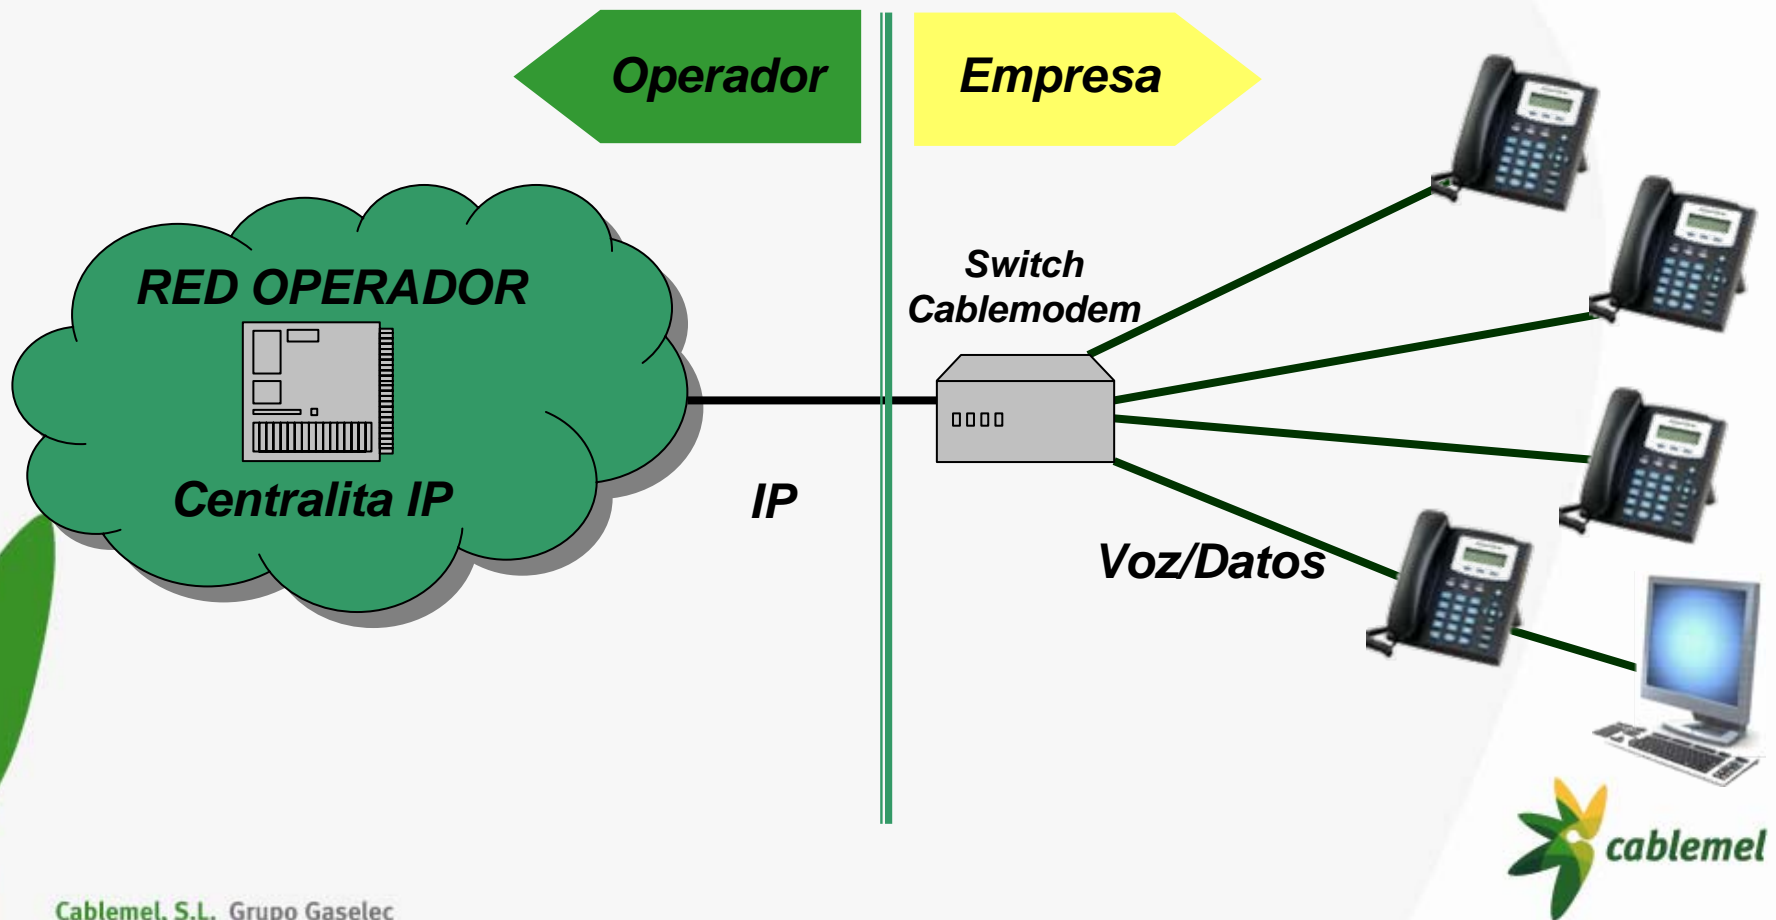 Operador
Empresa
RED OPERADOR
Switch
Cablemodem
Centralita IP
IP
Voz/Datos
cablemel
Cablemel, S.L. Grupo Gaselec